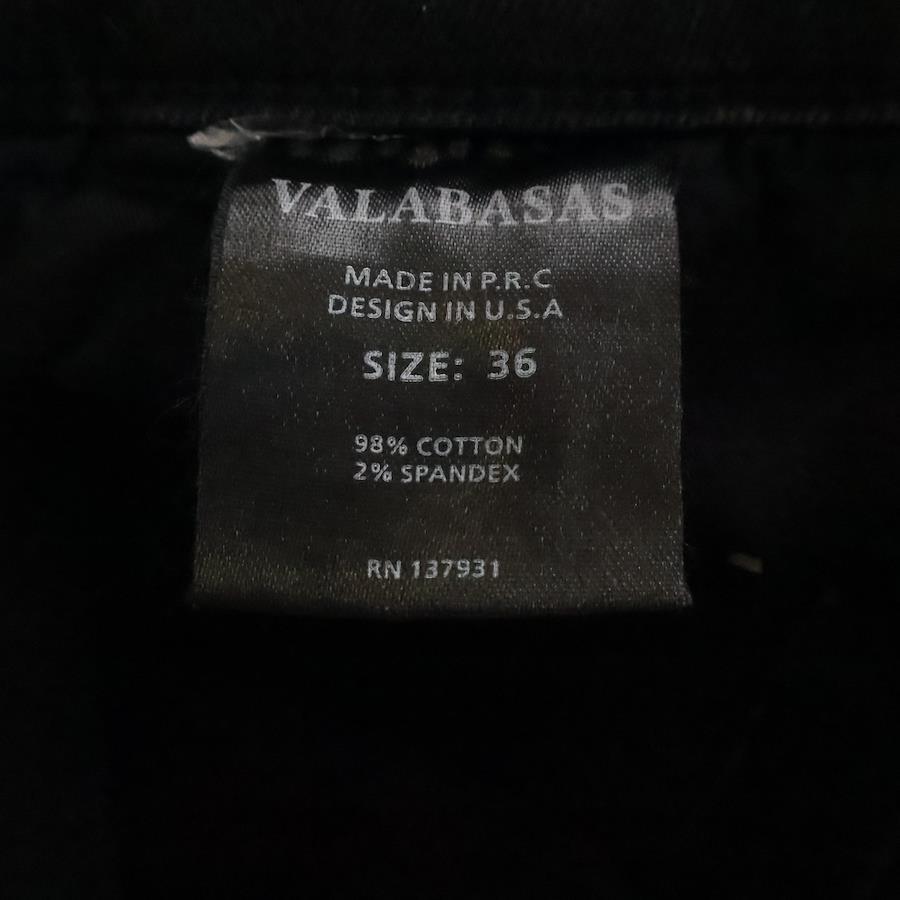 VALABASAS
MADE IN P.R.C
DESIGN IN U.S.A
SIZE: 36
98% COTTON
2% SPANDEX
RN 137931